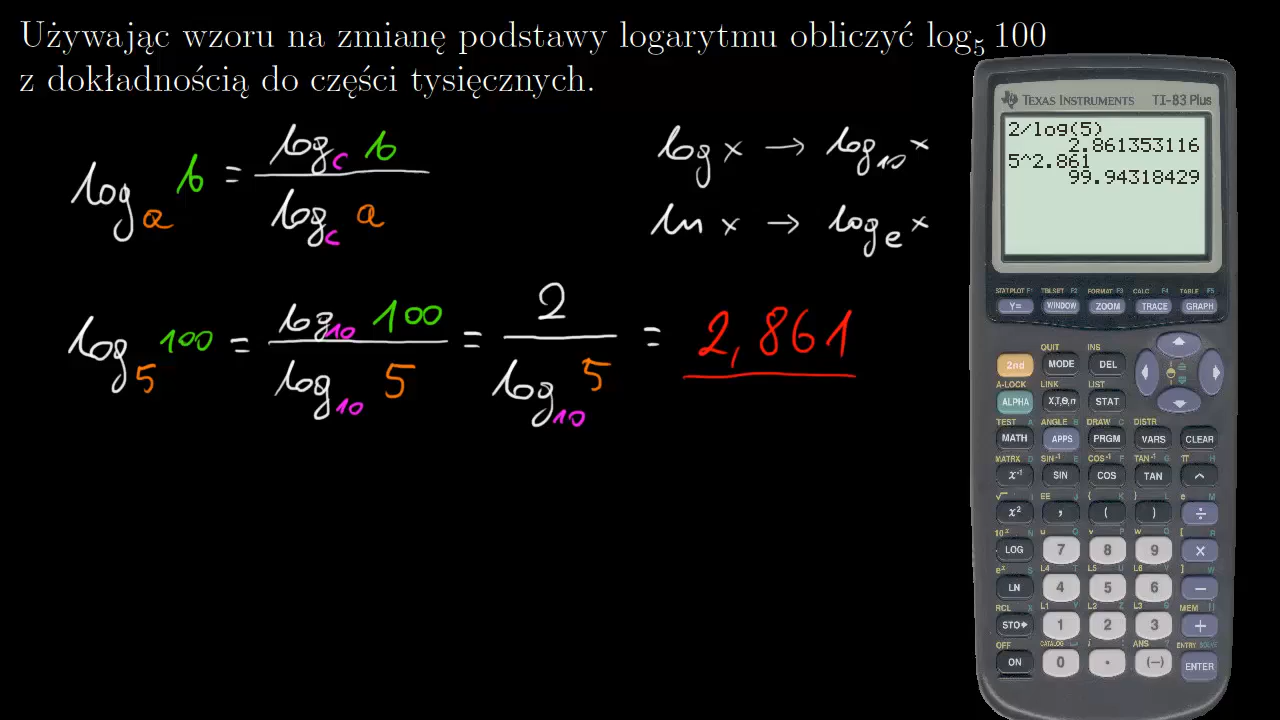 Używając wzoru na zmianę podstawy logarytmu obliczyć log₅ 100
z dokładnością do części tysięcznych.
logₐ b = log_c b / log_c a
log x → log₁₀ x
ln x → logₑ x
log₅ 100 = log₁₀ 100 / log₁₀ 5 = 2 / log₁₀ 5 = 2,861
TEXAS INSTRUMENTS TI-83 Plus
2/log(5)
2.861353116
5^2.861
99.94318429
STAT PLOT F1 TBLSET F2 FORMAT F3 CALC F4 TABLE F5
Y= WINDOW ZOOM TRACE GRAPH
QUIT INS
2nd MODE DEL
A-LOCK LINK LIST
ALPHA X,T,Θ,n STAT
TEST A ANGLE B DRAW C DISTR
MATH APPS PRGM VARS CLEAR
MATRX D SIN⁻¹ E COS⁻¹ F TAN⁻¹ G π H
x⁻¹ SIN COS TAN ^
√ I EE J { K } L e M
x² , ( ) ÷
10ˣ N u O v P w Q [ R
LOG 7 8 9 ×
eˣ S L4 T L5 U L6 V ] W
LN 4 5 6 −
RCL X L1 Y L2 Z L3 θ MEM "
STO▸ 1 2 3 +
OFF CATALOG i : ANS ? ENTRY SOLVE
ON 0 . (−) ENTER